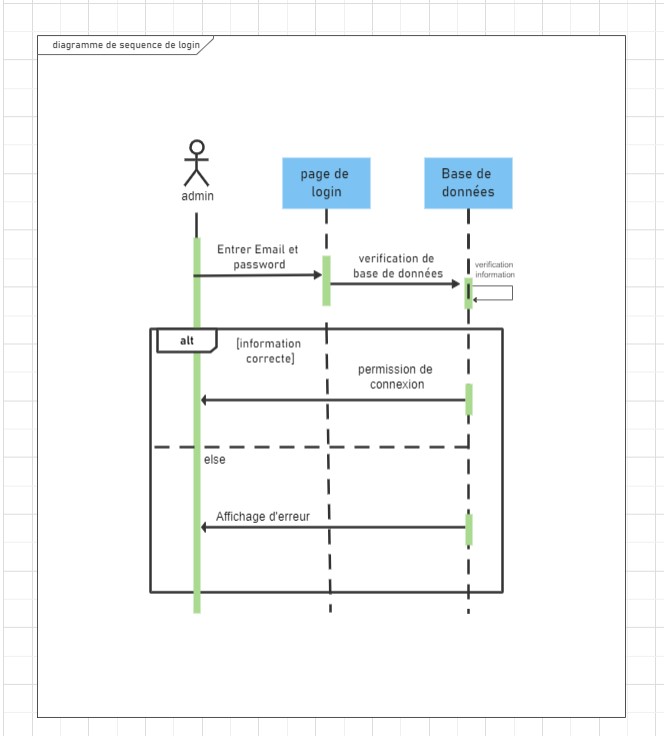 diagramme de sequence de login
admin
page de
login
Base de
données
Entrer Email et
password
verification de
base de données
verification
information
alt
[information
correcte]
permission de
connexion
else
Affichage d'erreur